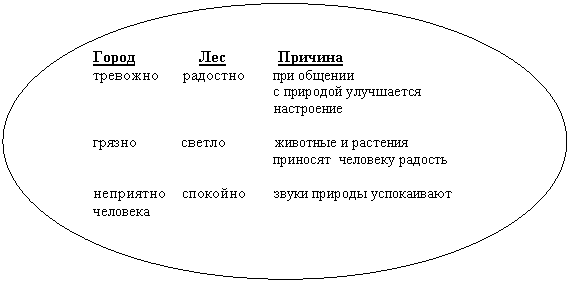 Город Лес Причина
тревожно радостно при общении
с природой улучшается
настроение
грязно светло животные и растения
приносят человеку радость
неприятно спокойно звуки природы успокаивают
человека